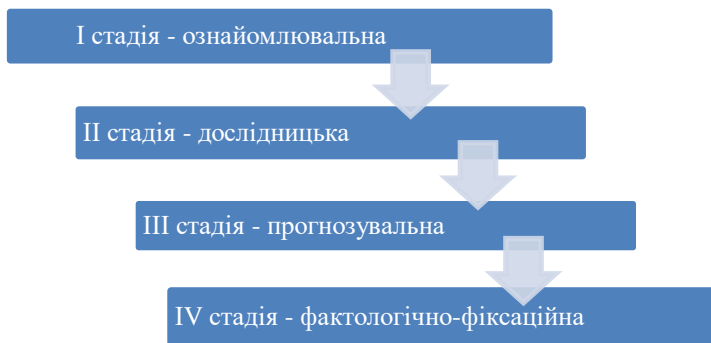 I стадія - ознайомлювальна
II стадія - дослідницька
III стадія - прогнозувальна
IV стадія - фактологічно-фіксаційна